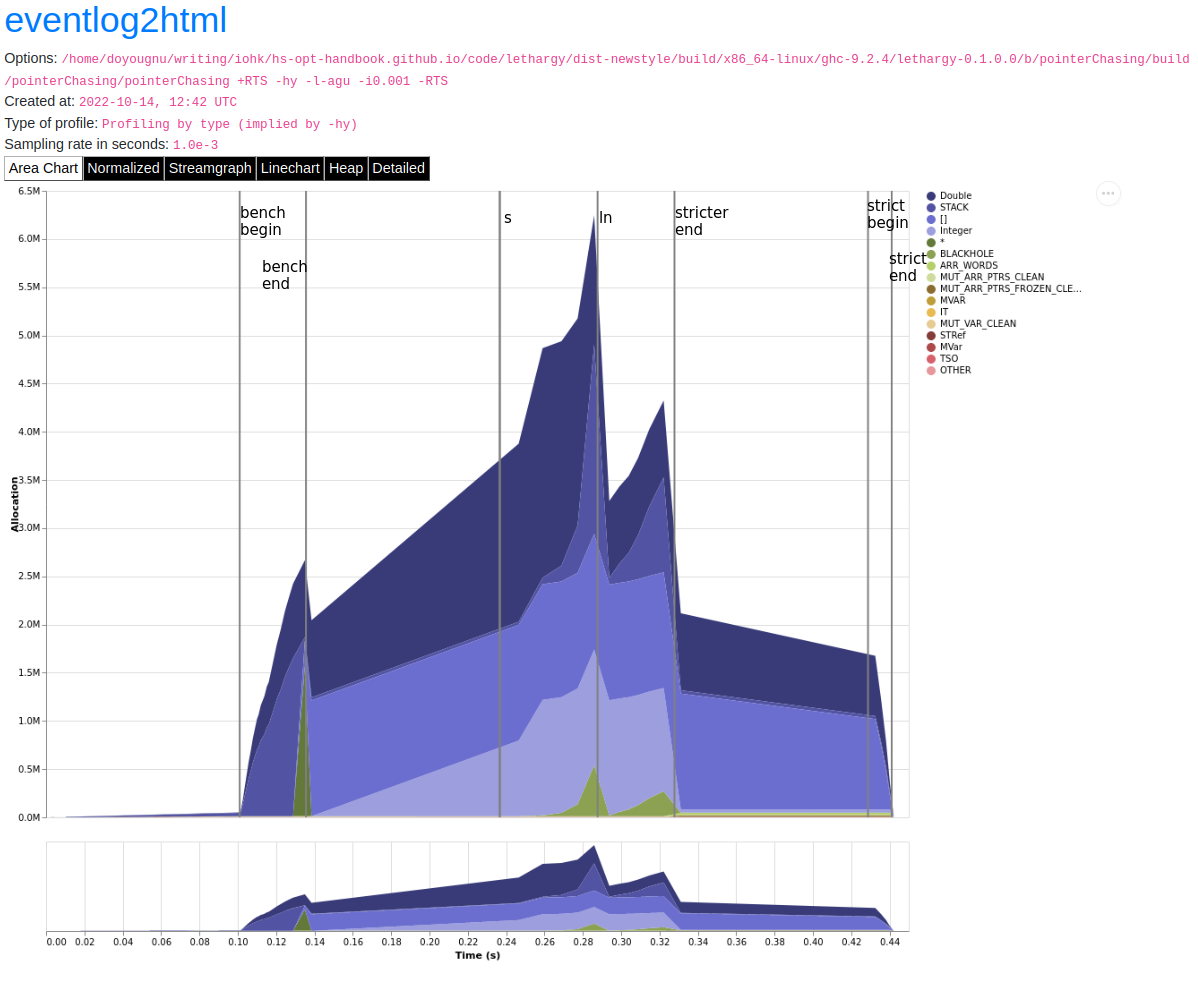 eventlog2html
Options: /home/doyougnu/writing/iohk/hs-opt-handbook.github.io/code/lethargy/dist-newstyle/build/x86_64-linux/ghc-9.2.4/lethargy-0.1.0.0/b/pointerChasing/build
/pointerChasing/pointerChasing +RTS -hy -l-agu -i0.001 -RTS
Created at: 2022-10-14, 12:42 UTC
Type of profile: Profiling by type (implied by -hy)
Sampling rate in seconds: 1.0e-3
Area Chart Normalized Streamgraph Linechart Heap Detailed
6.5M
6.0M
5.5M
5.0M
4.5M
4.0M
3.5M
3.0M
2.5M
2.0M
1.5M
1.0M
0.5M
0.0M
Allocation
bench
begin
bench
end
s
ln
stricter
end
strict
begin
strict
end
Double
STACK
[]
Integer
*
BLACKHOLE
ARR_WORDS
MUT_ARR_PTRS_CLEAN
MUT_ARR_PTRS_FROZEN_CLE...
MVAR
IT
MUT_VAR_CLEAN
STRef
MVar
TSO
OTHER
0.00 0.02 0.04 0.06 0.08 0.10 0.12 0.14 0.16 0.18 0.20 0.22 0.24 0.26 0.28 0.30 0.32 0.34 0.36 0.38 0.40 0.42 0.44
Time (s)